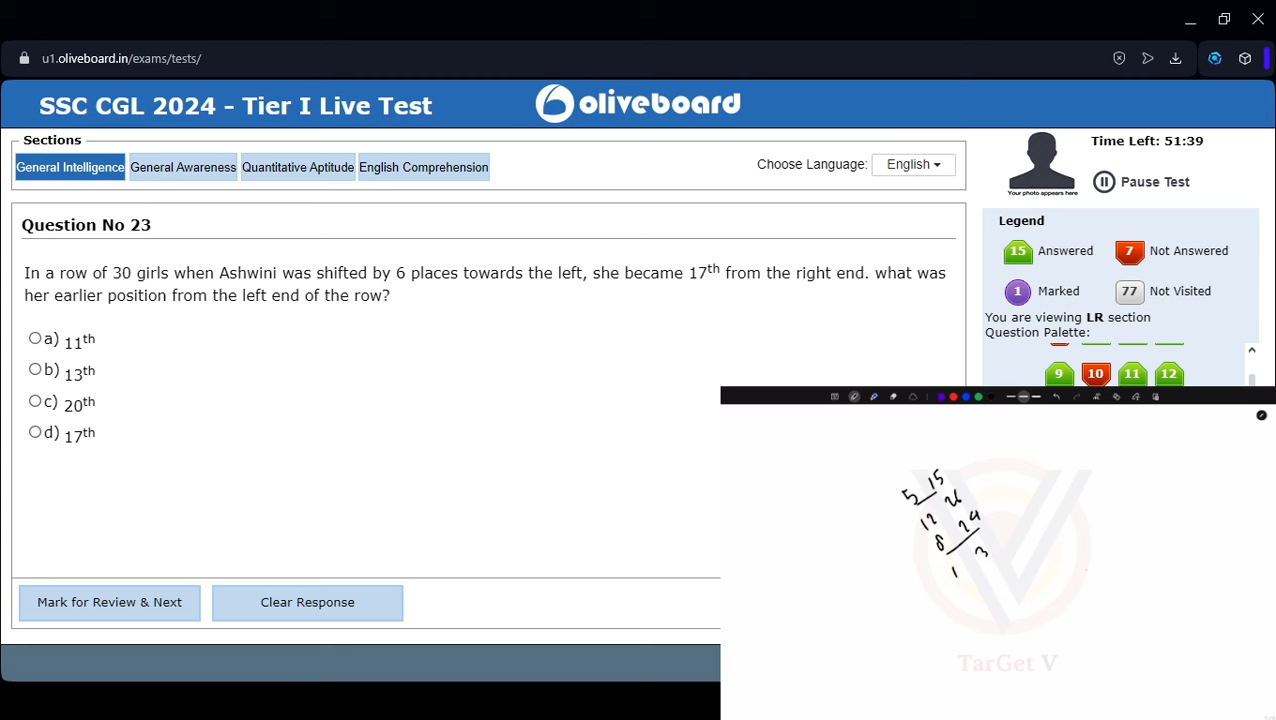 u1.oliveboard.in/exams/tests/
SSC CGL 2024 - Tier I Live Test
oliveboard
Sections
General Intelligence
General Awareness
Quantitative Aptitude
English Comprehension
Choose Language:
English
Your photo appears here
Time Left: 51:39
Pause Test
Question No 23
In a row of 30 girls when Ashwini was shifted by 6 places towards the left, she became 17th from the right end. what was
her earlier position from the left end of the row?
a) 11th
b) 13th
c) 20th
d) 17th
Mark for Review & Next
Clear Response
Legend
15 Answered
7 Not Answered
1 Marked
77 Not Visited
You are viewing LR section
Question Palette:
9 10 11 12
5 15
26
12 24
8 3
1
TarGet V